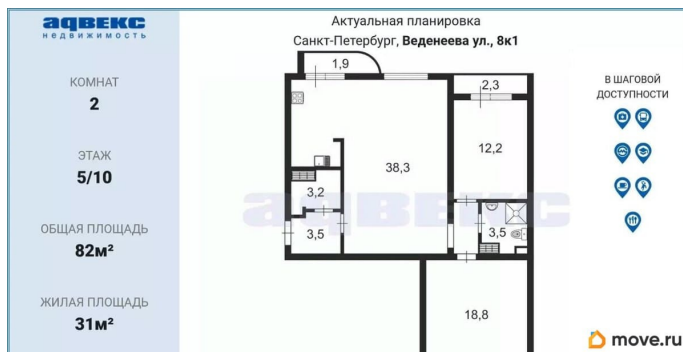 адвекс
недвижимость
КОМНАТ
2
ЭТАЖ
5/10
ОБЩАЯ ПЛОЩАДЬ
82м²
ЖИЛАЯ ПЛОЩАДЬ
31м²
Актуальная планировка
Санкт-Петербург, Веденеева ул., 8к1
1,9
2,3
12,2
38,3
3,2
3,5
3,5
18,8
адвекс
В ШАГОВОЙ
ДОСТУПНОСТИ
move.ru